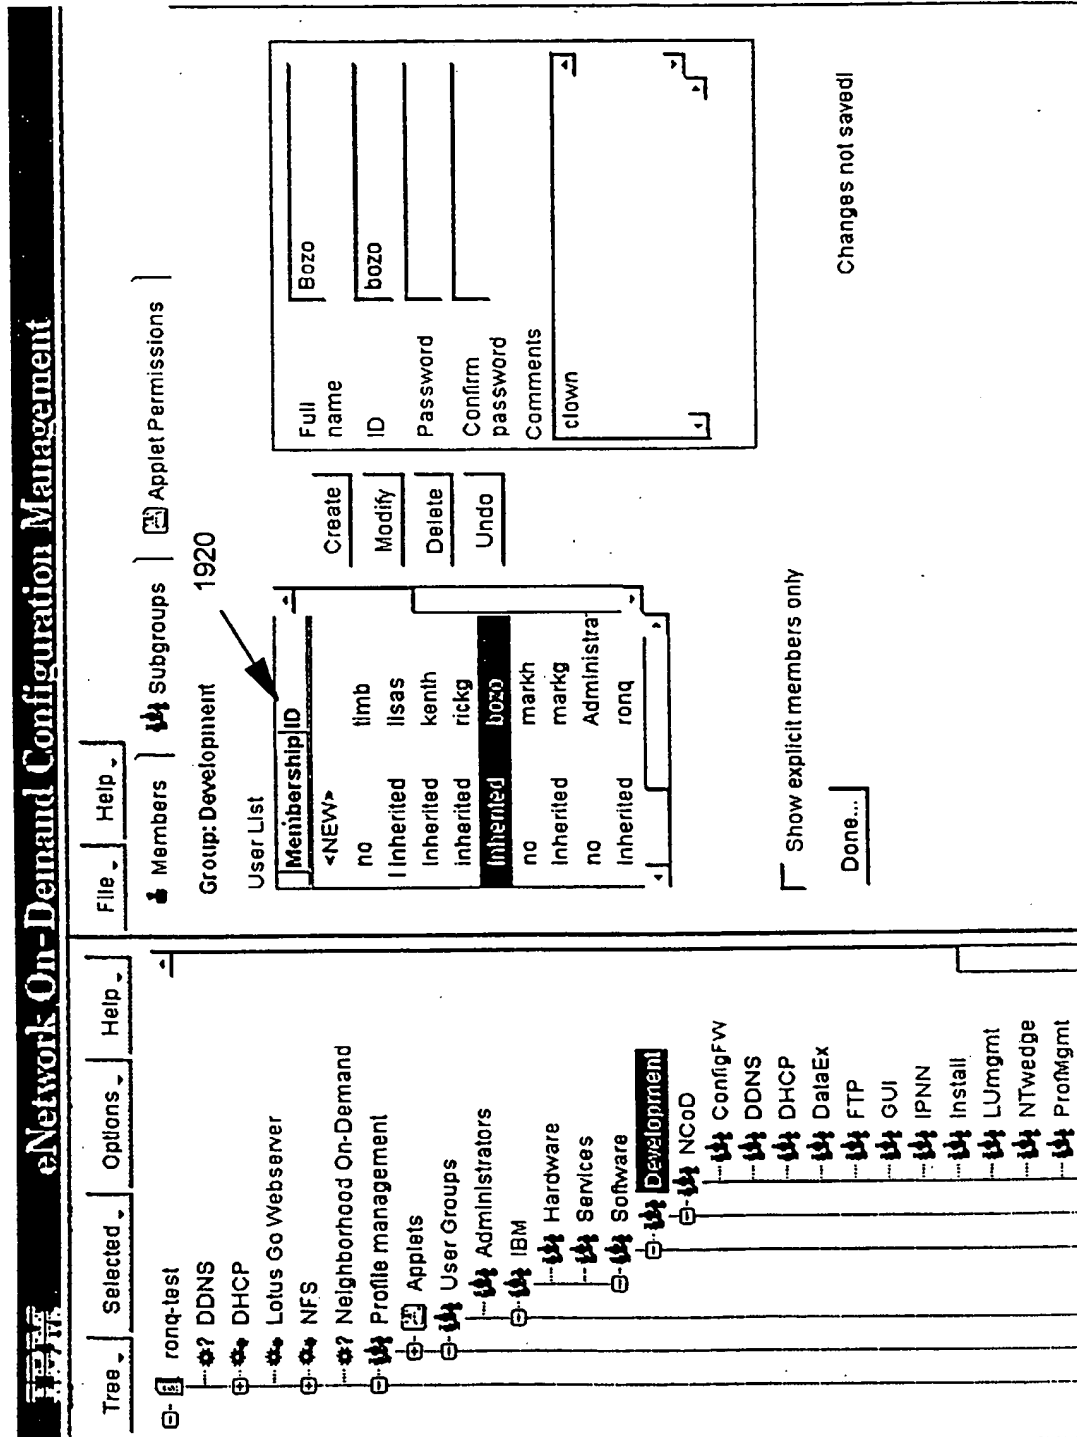 IBM
eNetwork On-Demand Configuration Management
Tree
Selected
Options
Help
ronq-test
? DDNS
DHCP
Lotus Go Webserver
NFS
? Neighborhood On-Demand
Profile management
Applets
User Groups
Administrators
IBM
Hardware
Services
Software
Development
NCoD
ConfigFW
DDNS
DHCP
DataEx
FTP
GUI
IPNN
Install
LUmgmt
NTwedge
ProfMgmt
File
Help
Members
Subgroups
Applet Permissions
Group: Development
1920
User List
Membership ID
<NEW>
no timb
Inherited lisas
Inherited kenth
inherited rickg
Inherited bozo
no markh
Inherited markg
no Administra
Inherited ronq
Create
Modify
Delete
Undo
Full name
Bozo
ID
bozo
Password
Confirm password
Comments
clown
Show explicit members only
Done...
Changes not saved!